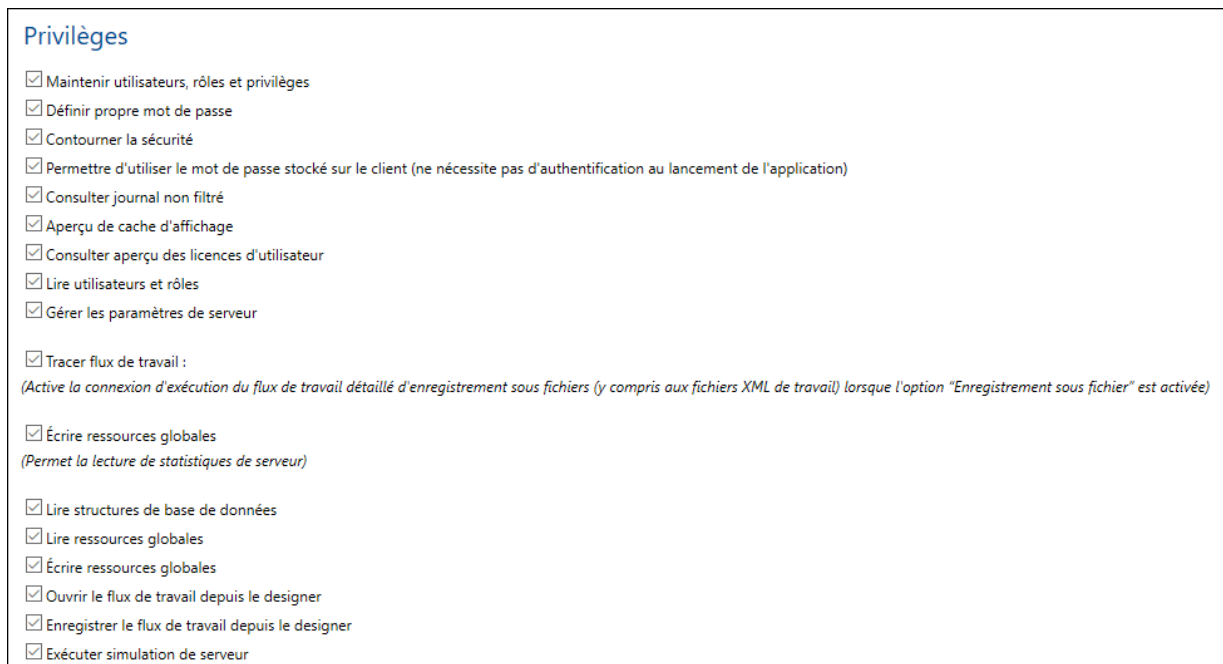 Privilèges
Maintenir utilisateurs, rôles et privilèges
Définir propre mot de passe
Contourner la sécurité
Permettre d'utiliser le mot de passe stocké sur le client (ne nécessite pas d'authentification au lancement de l'application)
Consulter journal non filtré
Aperçu de cache d'affichage
Consulter aperçu des licences d'utilisateur
Lire utilisateurs et rôles
Gérer les paramètres de serveur
Tracer flux de travail :
(Active la connexion d'exécution du flux de travail détaillé d'enregistrement sous fichiers (y compris aux fichiers XML de travail) lorsque l'option “Enregistrement sous fichier” est activée)
Écrire ressources globales
(Permet la lecture de statistiques de serveur)
Lire structures de base de données
Lire ressources globales
Écrire ressources globales
Ouvrir le flux de travail depuis le designer
Enregistrer le flux de travail depuis le designer
Exécuter simulation de serveur